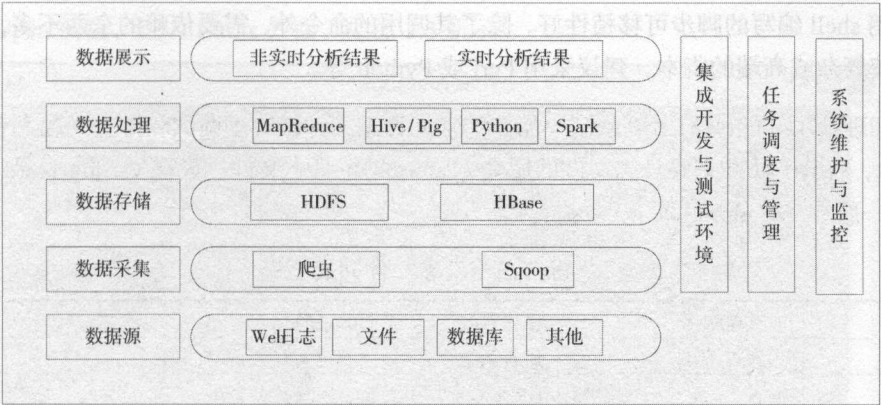 数据展示
非实时分析结果
实时分析结果
数据处理
MapReduce
Hive/Pig
Python
Spark
数据存储
HDFS
HBase
数据采集
爬虫
Sqoop
数据源
Web日志
文件
数据库
其他
集成开发与测试环境
任务调度与管理
系统维护与监控